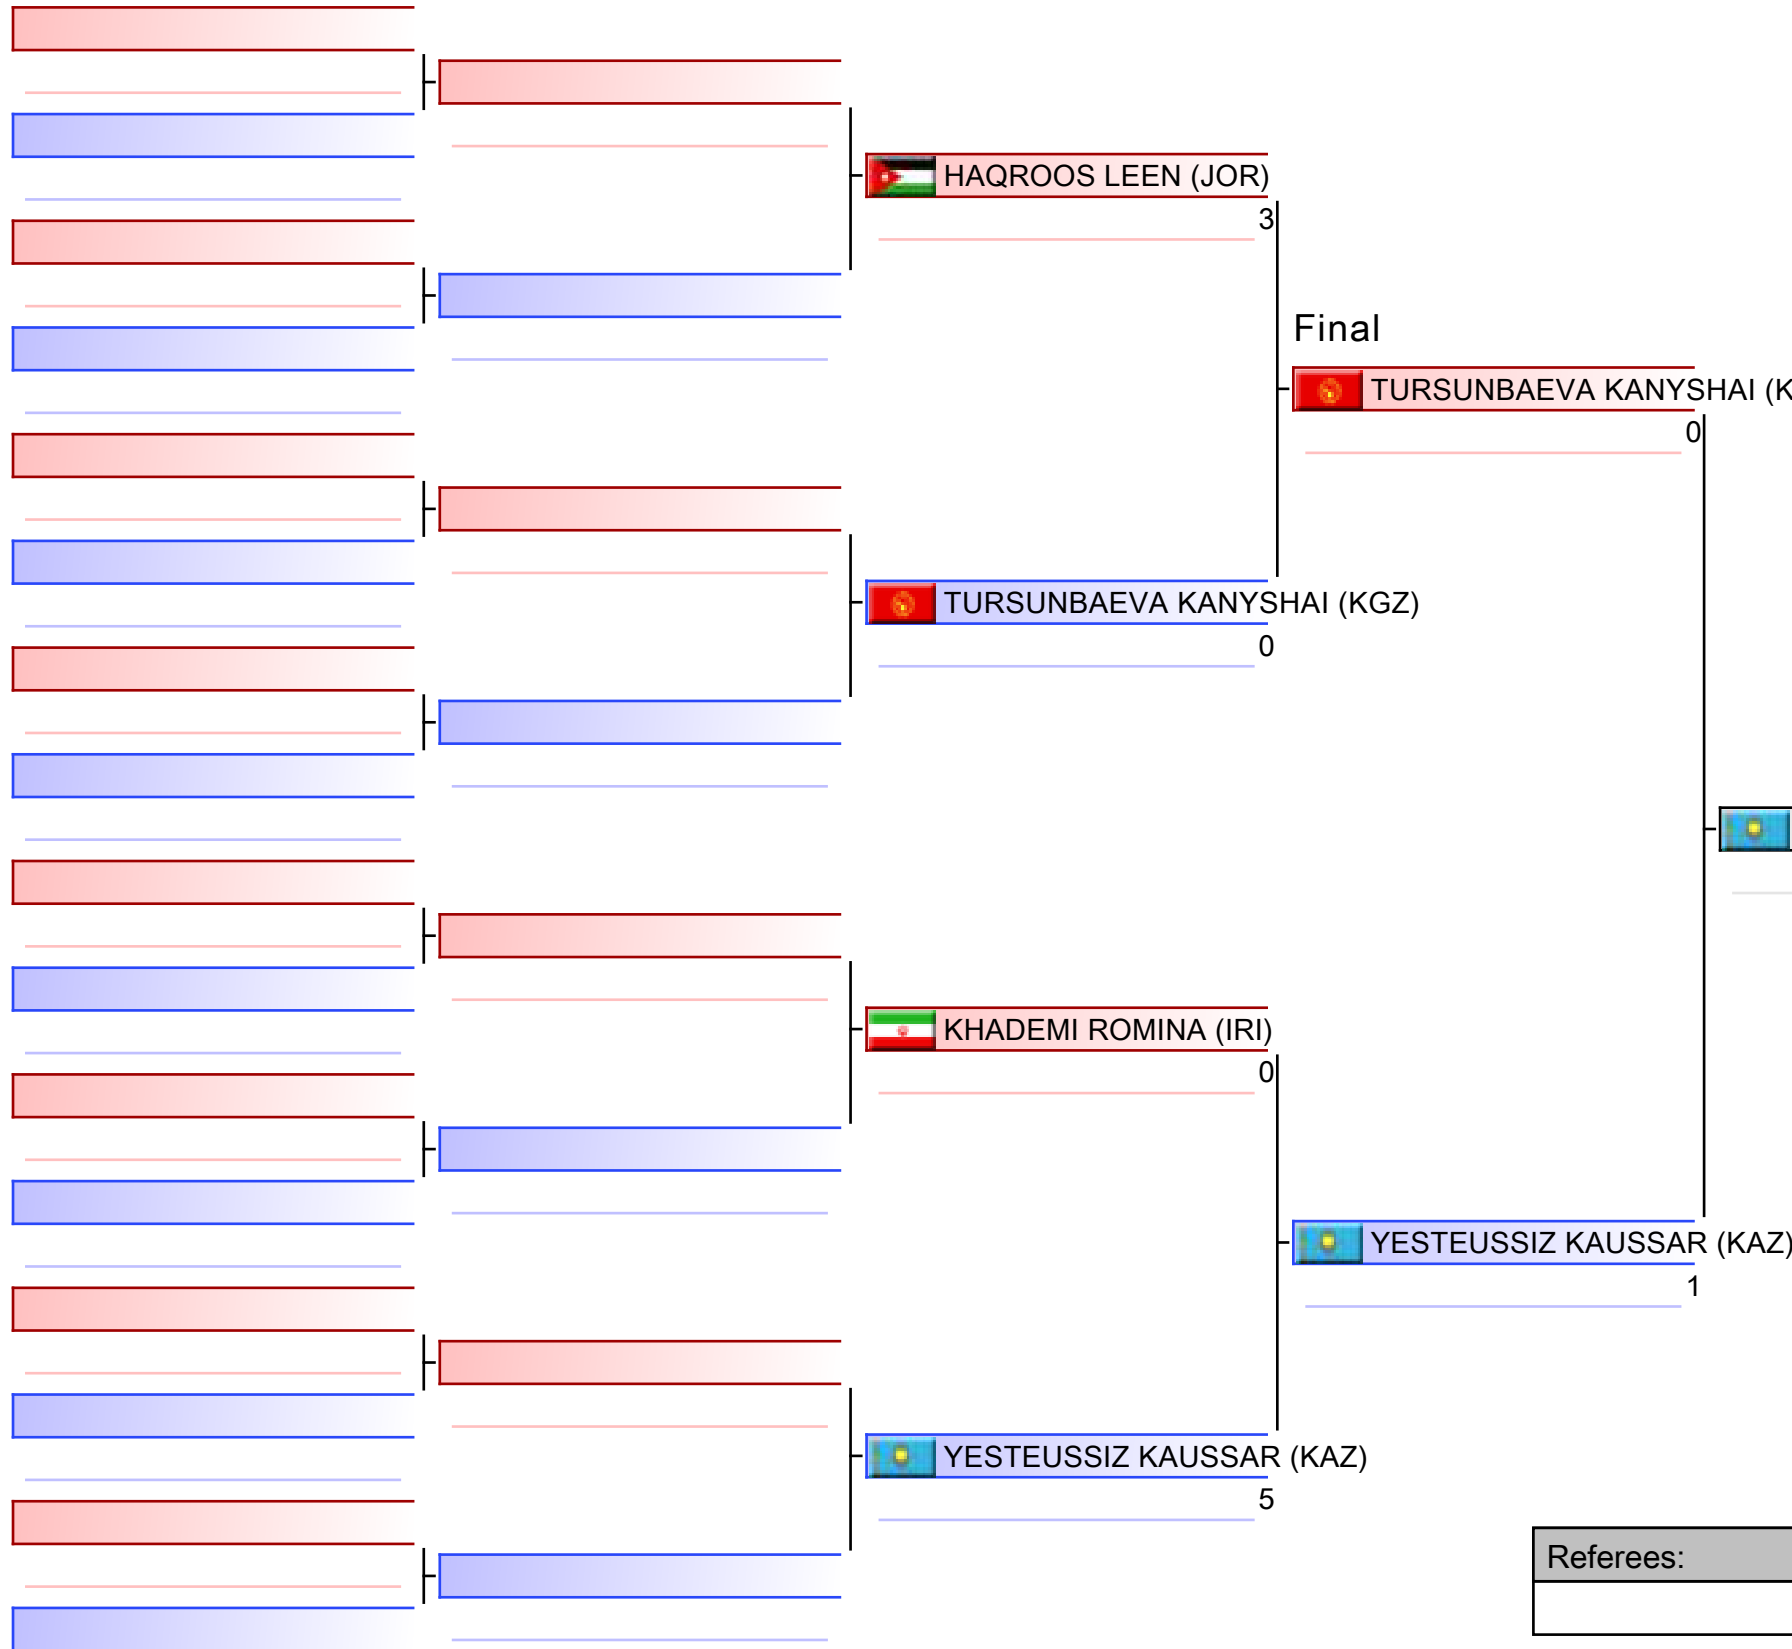 HAQROOS LEEN (JOR)
3
Final
TURSUNBAEVA KANYSHAI (K
0
TURSUNBAEVA KANYSHAI (KGZ)
0
KHADEMI ROMINA (IRI)
0
YESTEUSSIZ KAUSSAR (KAZ)
1
YESTEUSSIZ KAUSSAR (KAZ)
5
Referees: